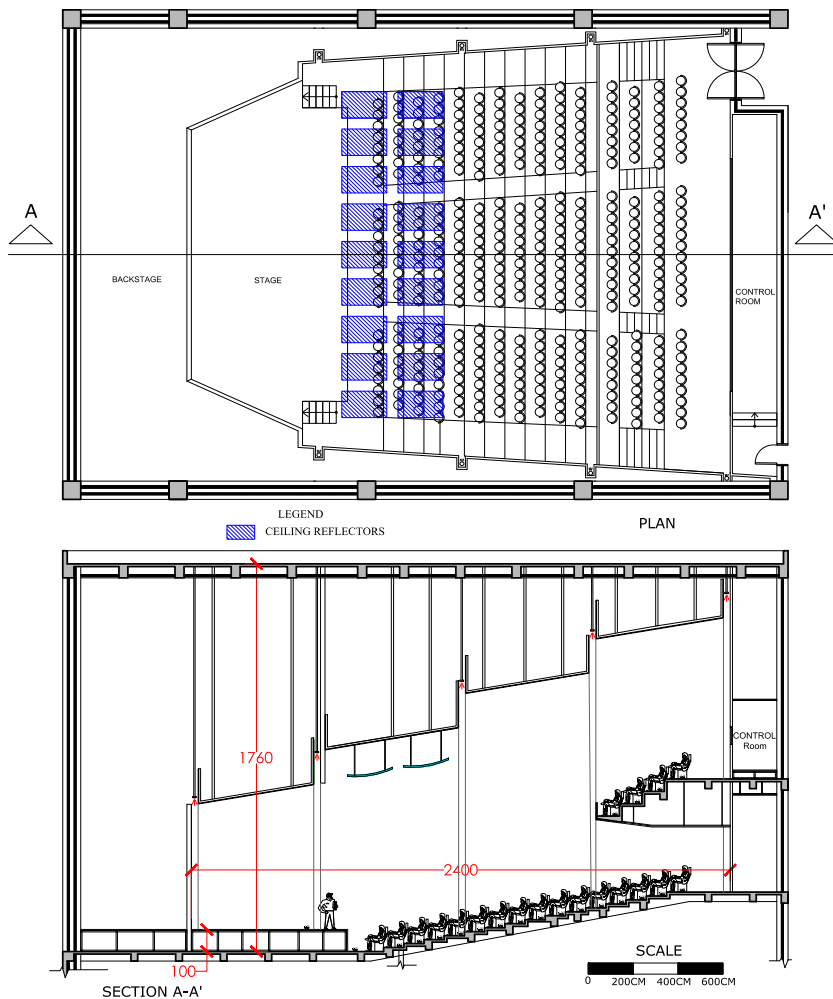 A
A'
BACKSTAGE
STAGE
CONTROL
ROOM
LEGEND
CEILING REFLECTORS
PLAN
1760
CONTROL
Room
2400
100
SCALE
0 200CM 400CM 600CM
SECTION A-A'